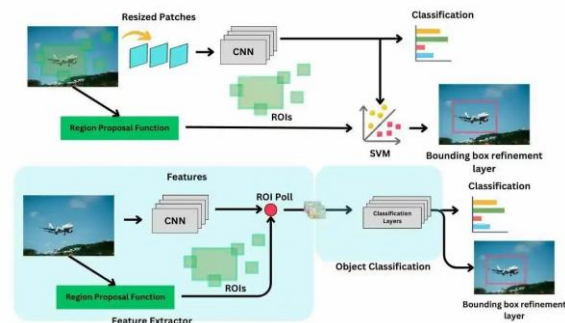 Resized Patches
Classification
CNN
ROIs
Region Proposal Function
SVM
Bounding box refinement
layer
Features
ROI Poll
Classification
CNN
Classification
Layers
ROIs
Object Classification
Region Proposal Function
Feature Extractor
Bounding box refinement
layer